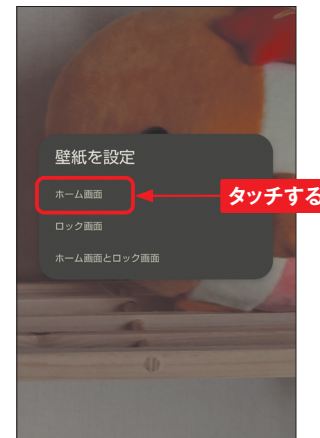 壁紙を設定
ホーム画面
タッチする
ロック画面
ホーム画面とロック画面